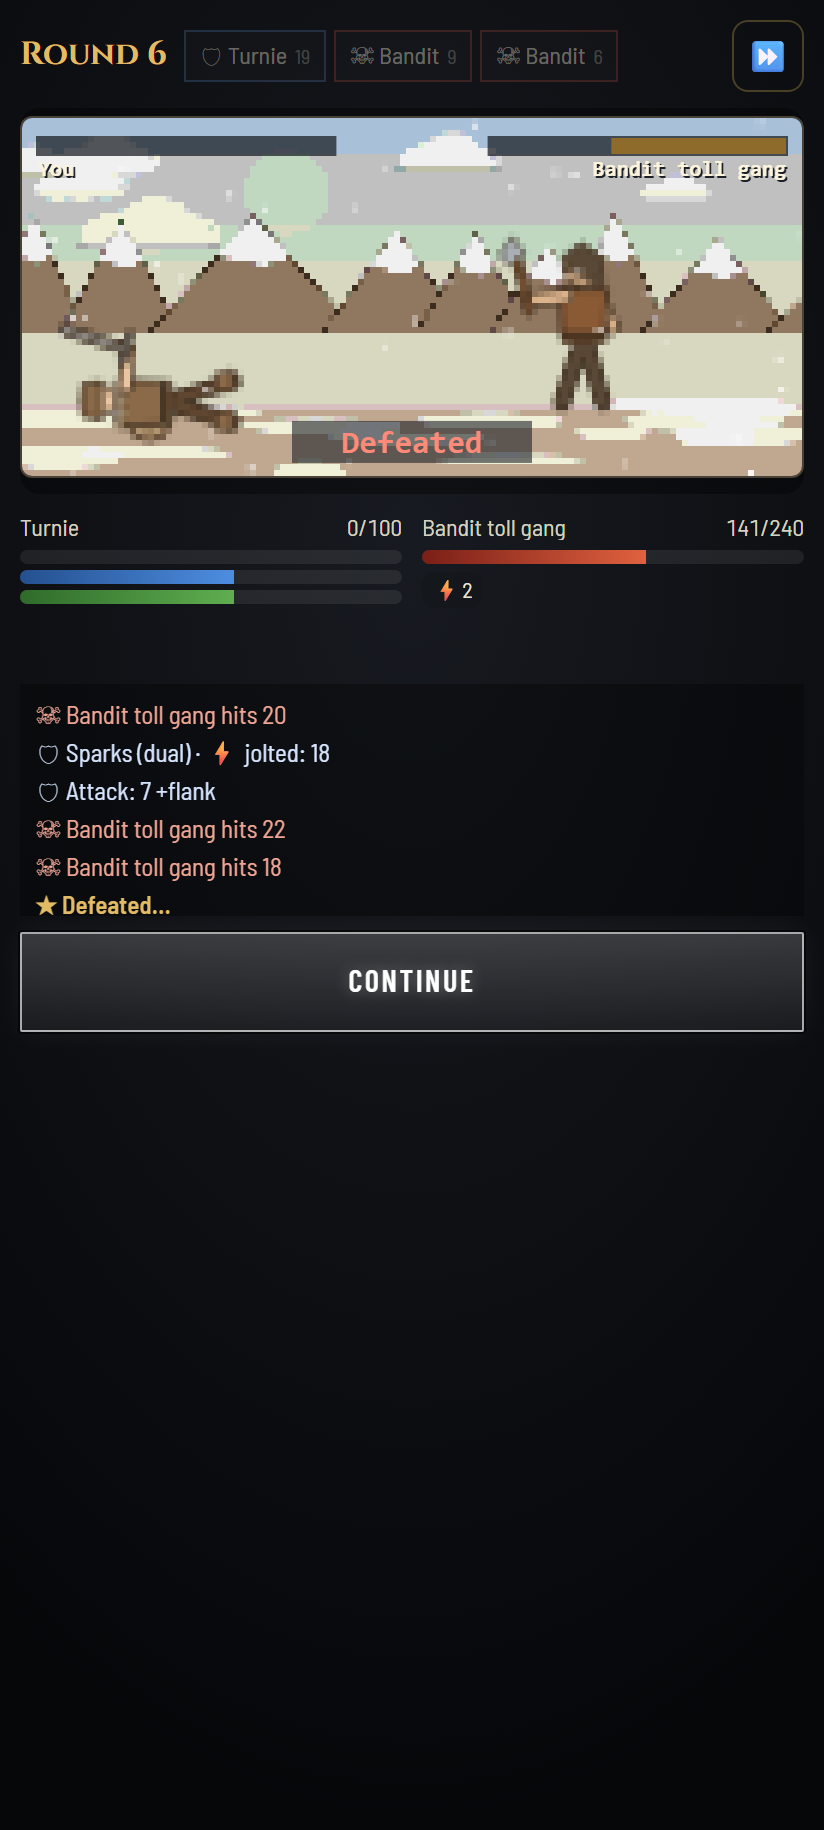 Round 6
Turnie 19
Bandit 9
Bandit 6
You
Bandit toll gang
Defeated
Turnie 0/100
Bandit toll gang 141/240
2
Bandit toll gang hits 20
Sparks (dual) · jolted: 18
Attack: 7 +flank
Bandit toll gang hits 22
Bandit toll gang hits 18
★ Defeated...
CONTINUE